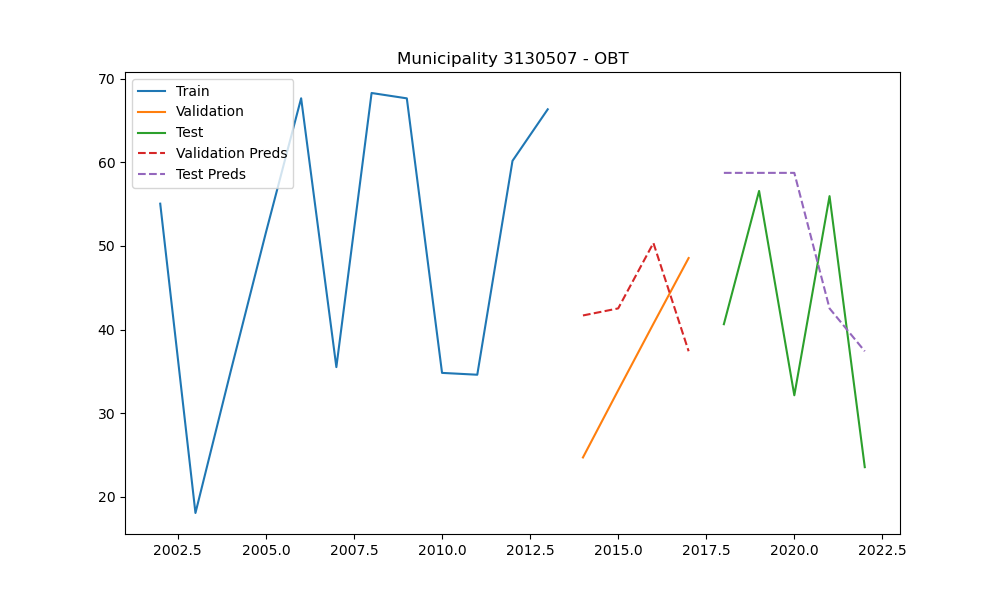 Municipality 3130507 - OBT
Train
Validation
Test
Validation Preds
Test Preds
70
60
50
40
30
20
2002.5 2005.0 2007.5 2010.0 2012.5 2015.0 2017.5 2020.0 2022.5